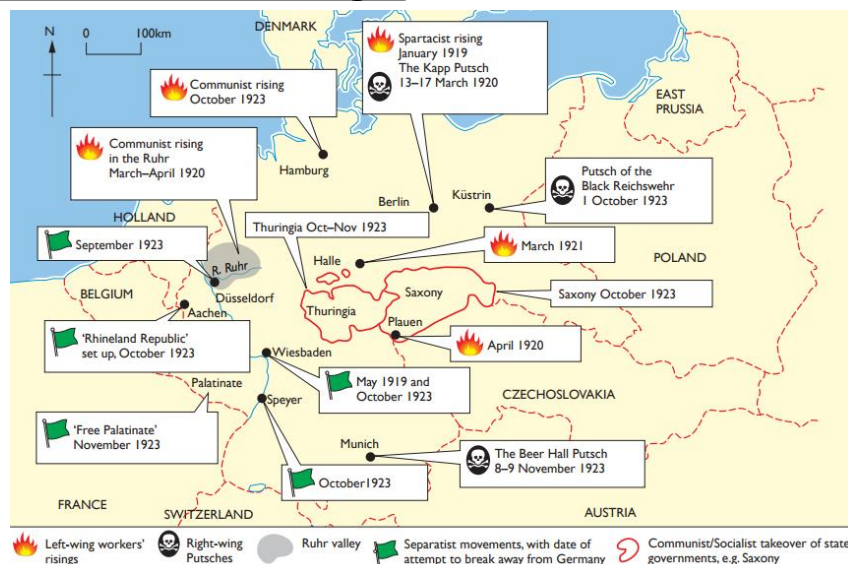 N
0 100km
DENMARK
Spartacist rising
January 1919
The Kapp Putsch
13–17 March 1920
Communist rising
October 1923
EAST
PRUSSIA
Communist rising
in the Ruhr
March–April 1920
Hamburg
Putsch of the
Black Reichswehr
1 October 1923
Berlin
Küstrin
HOLLAND
Thuringia Oct–Nov 1923
September 1923
March 1921
R. Ruhr
Halle
POLAND
BELGIUM
Düsseldorf
Saxony
Saxony October 1923
Aachen
Thuringia
Plauen
'Rhineland Republic'
set up, October 1923
April 1920
Wiesbaden
Palatinate
May 1919 and
October 1923
CZECHOSLOVAKIA
Speyer
'Free Palatinate'
November 1923
Munich
The Beer Hall Putsch
8–9 November 1923
October1923
FRANCE
SWITZERLAND
AUSTRIA
Left-wing workers'
risings
Right-wing
Putsches
Ruhr valley
Separatist movements, with date of
attempt to break away from Germany
Communist/Socialist takeover of state
governments, e.g. Saxony